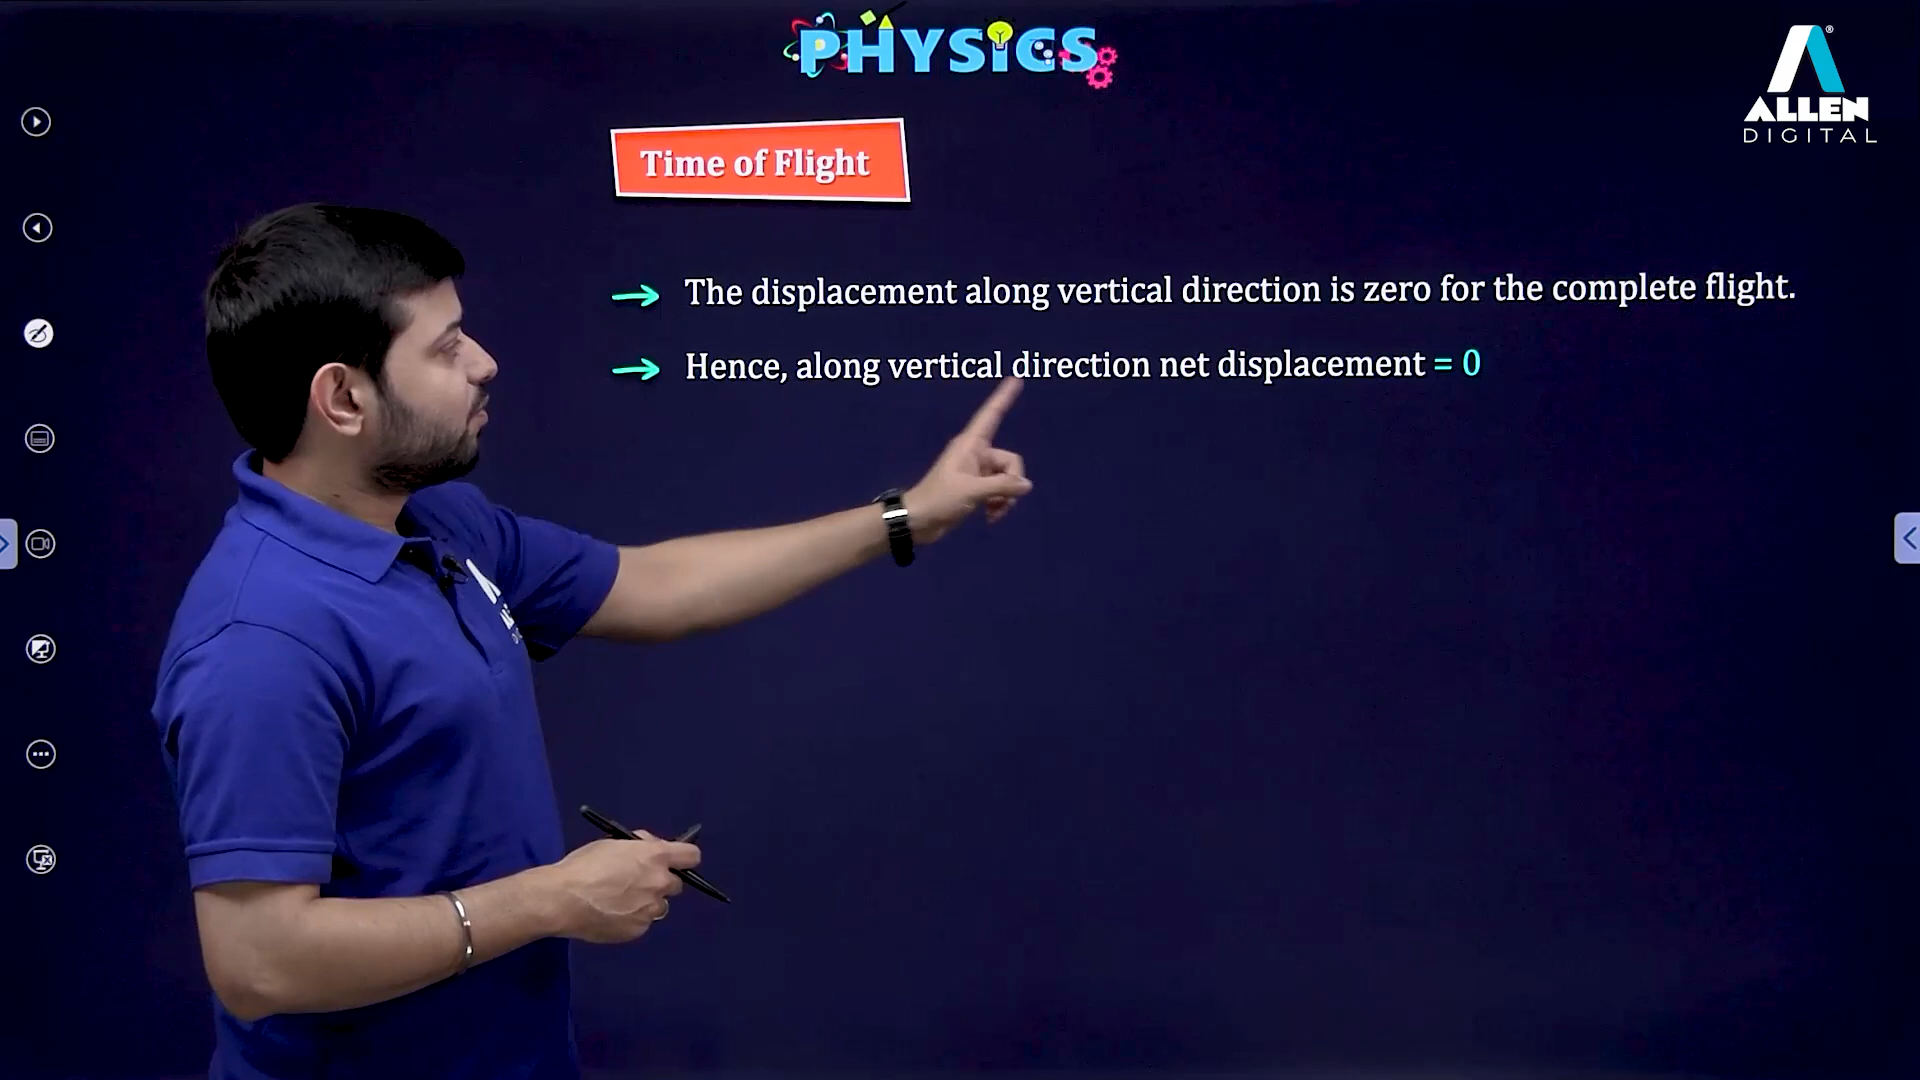 PHYSICS
ALLEN
DIGITAL
Time of Flight
The displacement along vertical direction is zero for the complete flight.
Hence, along vertical direction net displacement = 0